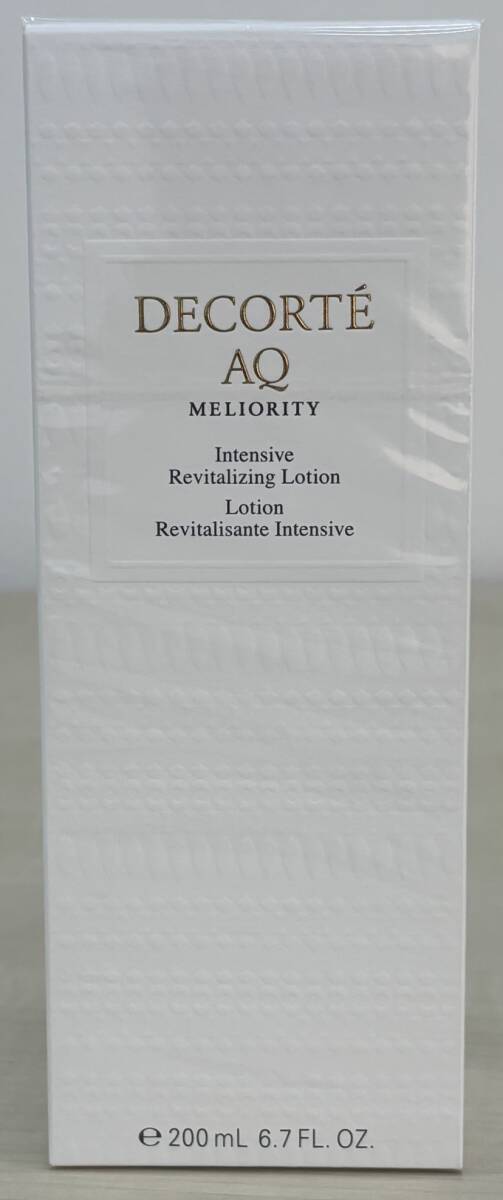 DECORTÉ
AQ
MELIORITY
Intensive
Revitalizing Lotion
Lotion
Revitalisante Intensive
℮ 200 mL 6.7 FL. OZ.